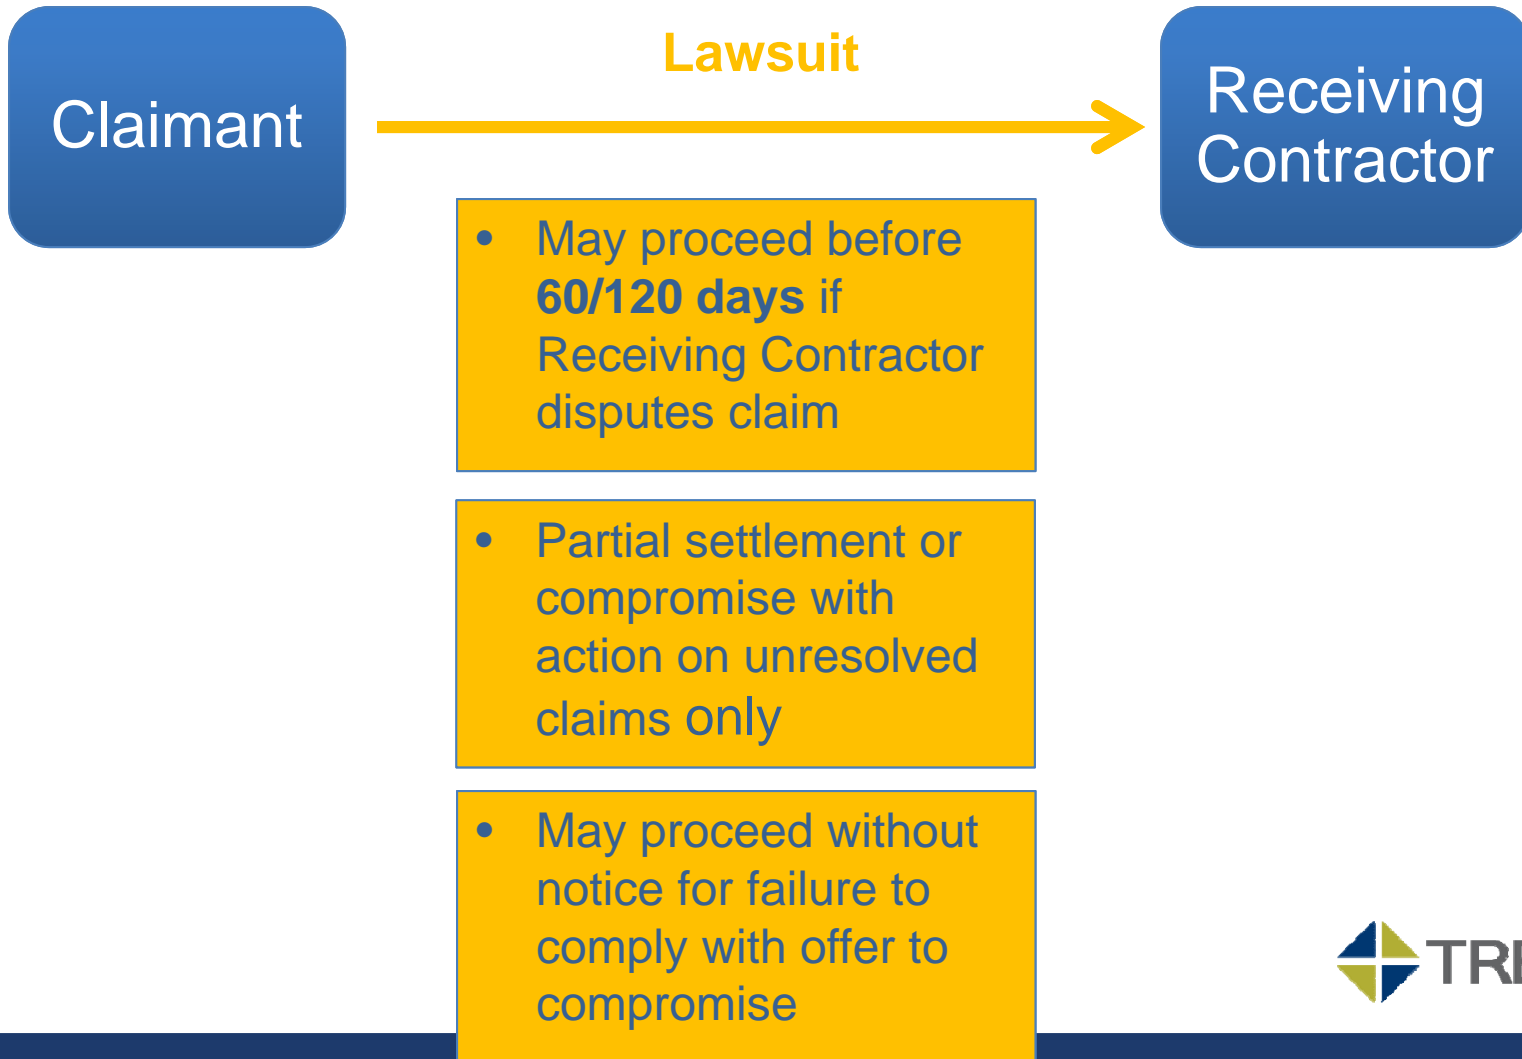 Lawsuit
Claimant
Receiving
Contractor
• May proceed before
60/120 days if
Receiving Contractor
disputes claim
• Partial settlement or
compromise with
action on unresolved
claims only
• May proceed without
notice for failure to
comply with offer to
compromise